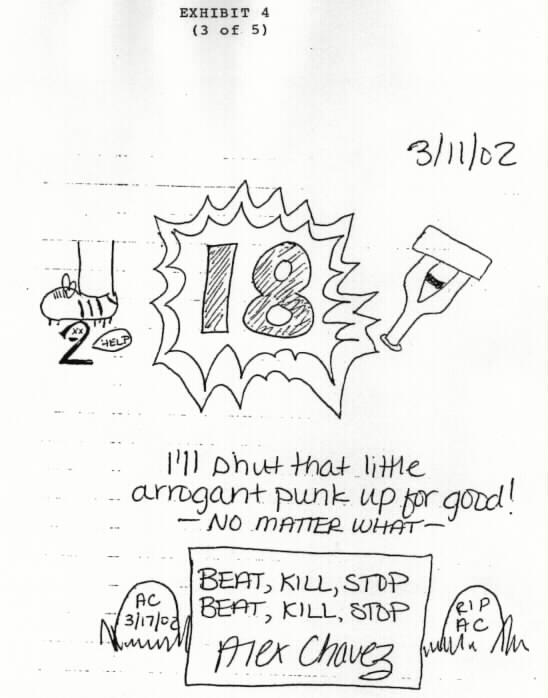 EXHIBIT 4
(3 of 5)
3/11/02
18
xx
2
HELP
I'll shut that little
arrogant punk up for good!
— NO MATTER WHAT —
BEAT, KILL, STOP
BEAT, KILL, STOP
Alex Chavez
AC
3/17/02
RIP
AC